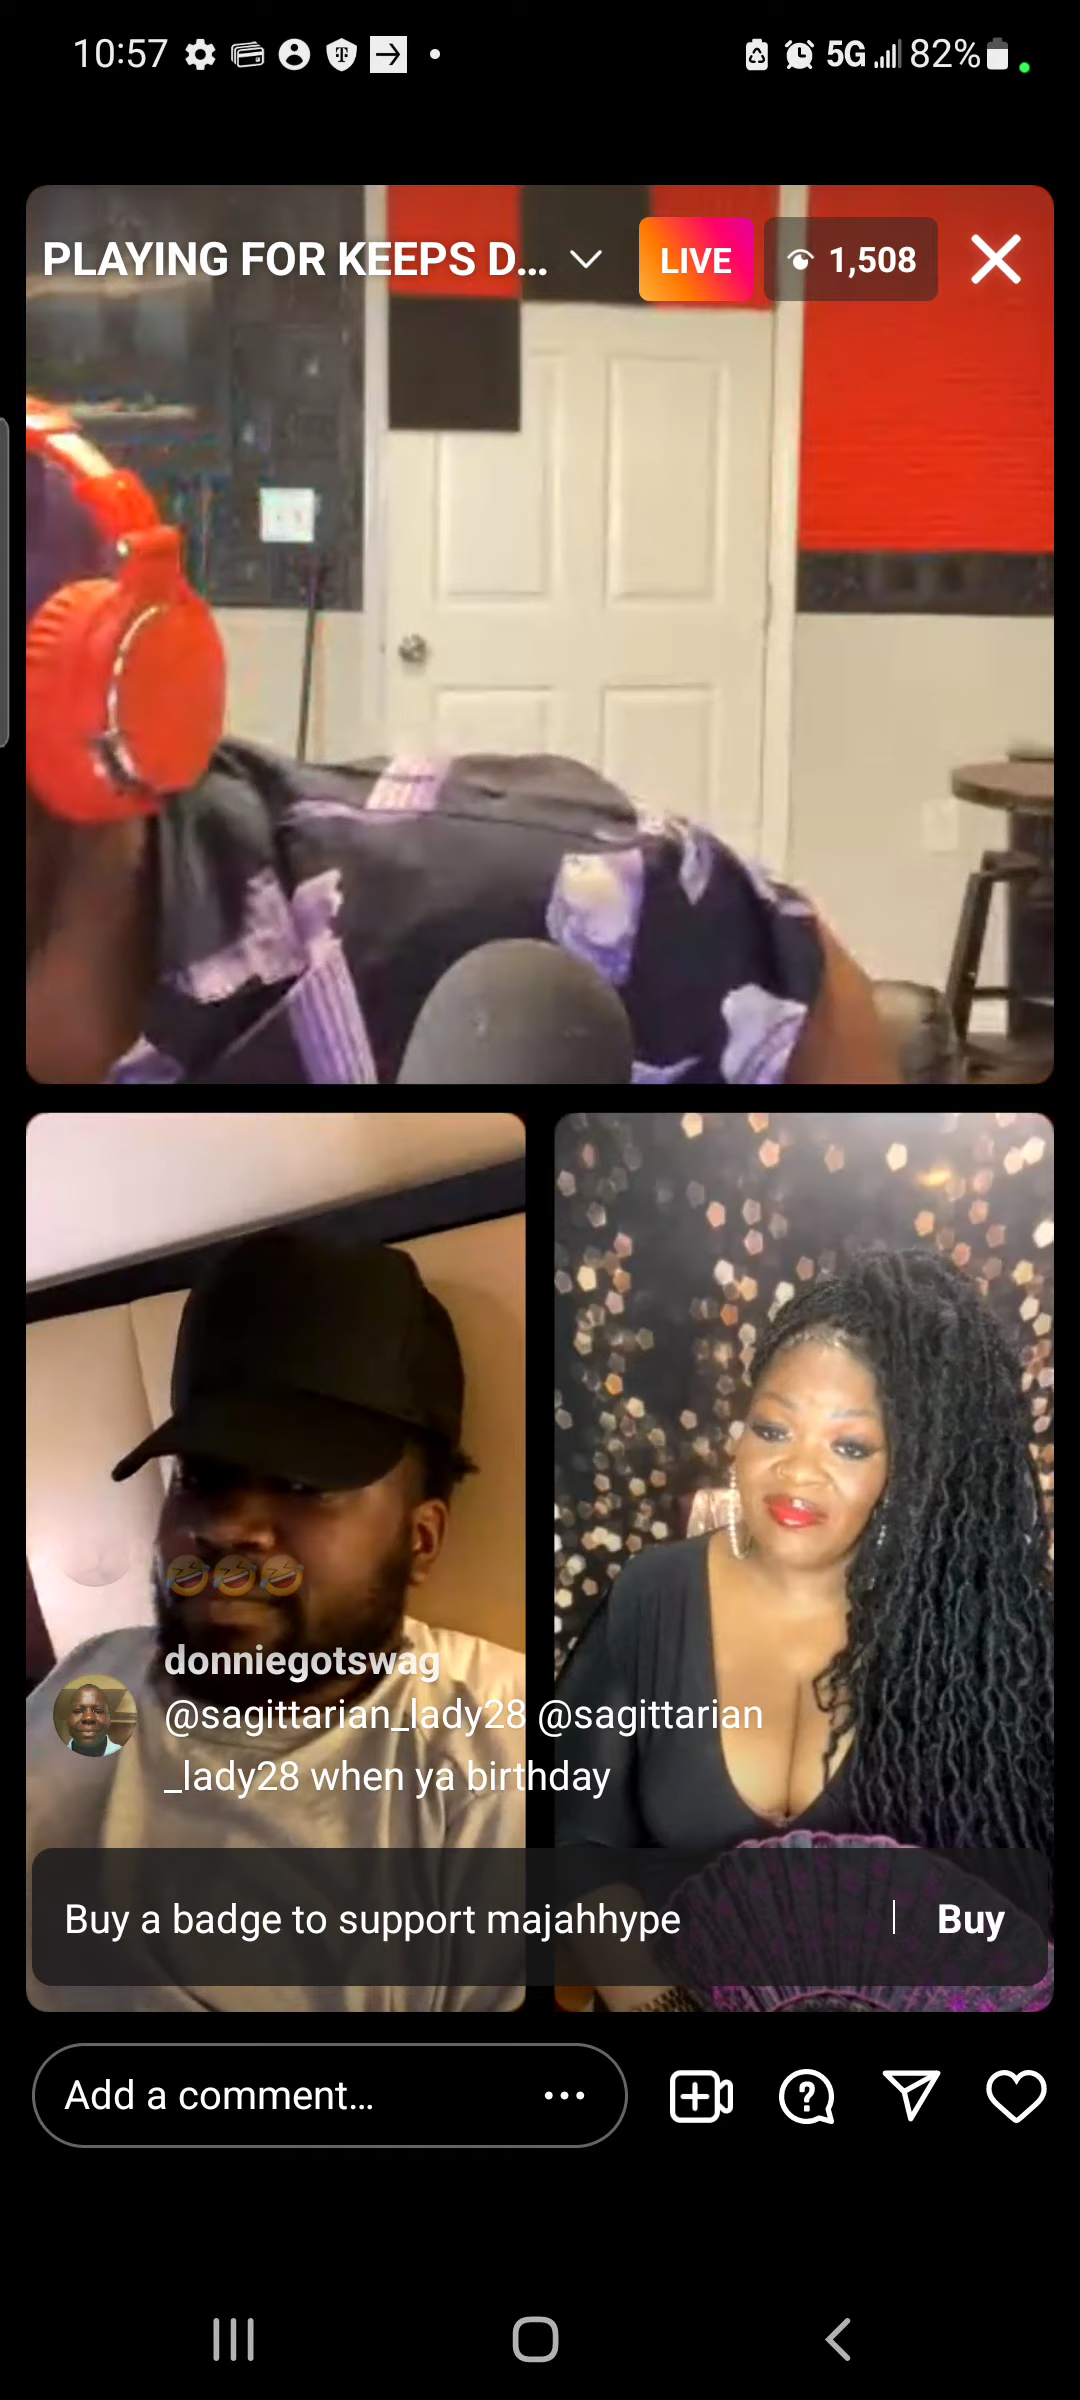 10:57 5G 82%
PLAYING FOR KEEPS D... LIVE 1,508
donniegotswag
@sagittarian_lady28 @sagittarian
_lady28 when ya birthday
Buy a badge to support majahhype | Buy
Add a comment...